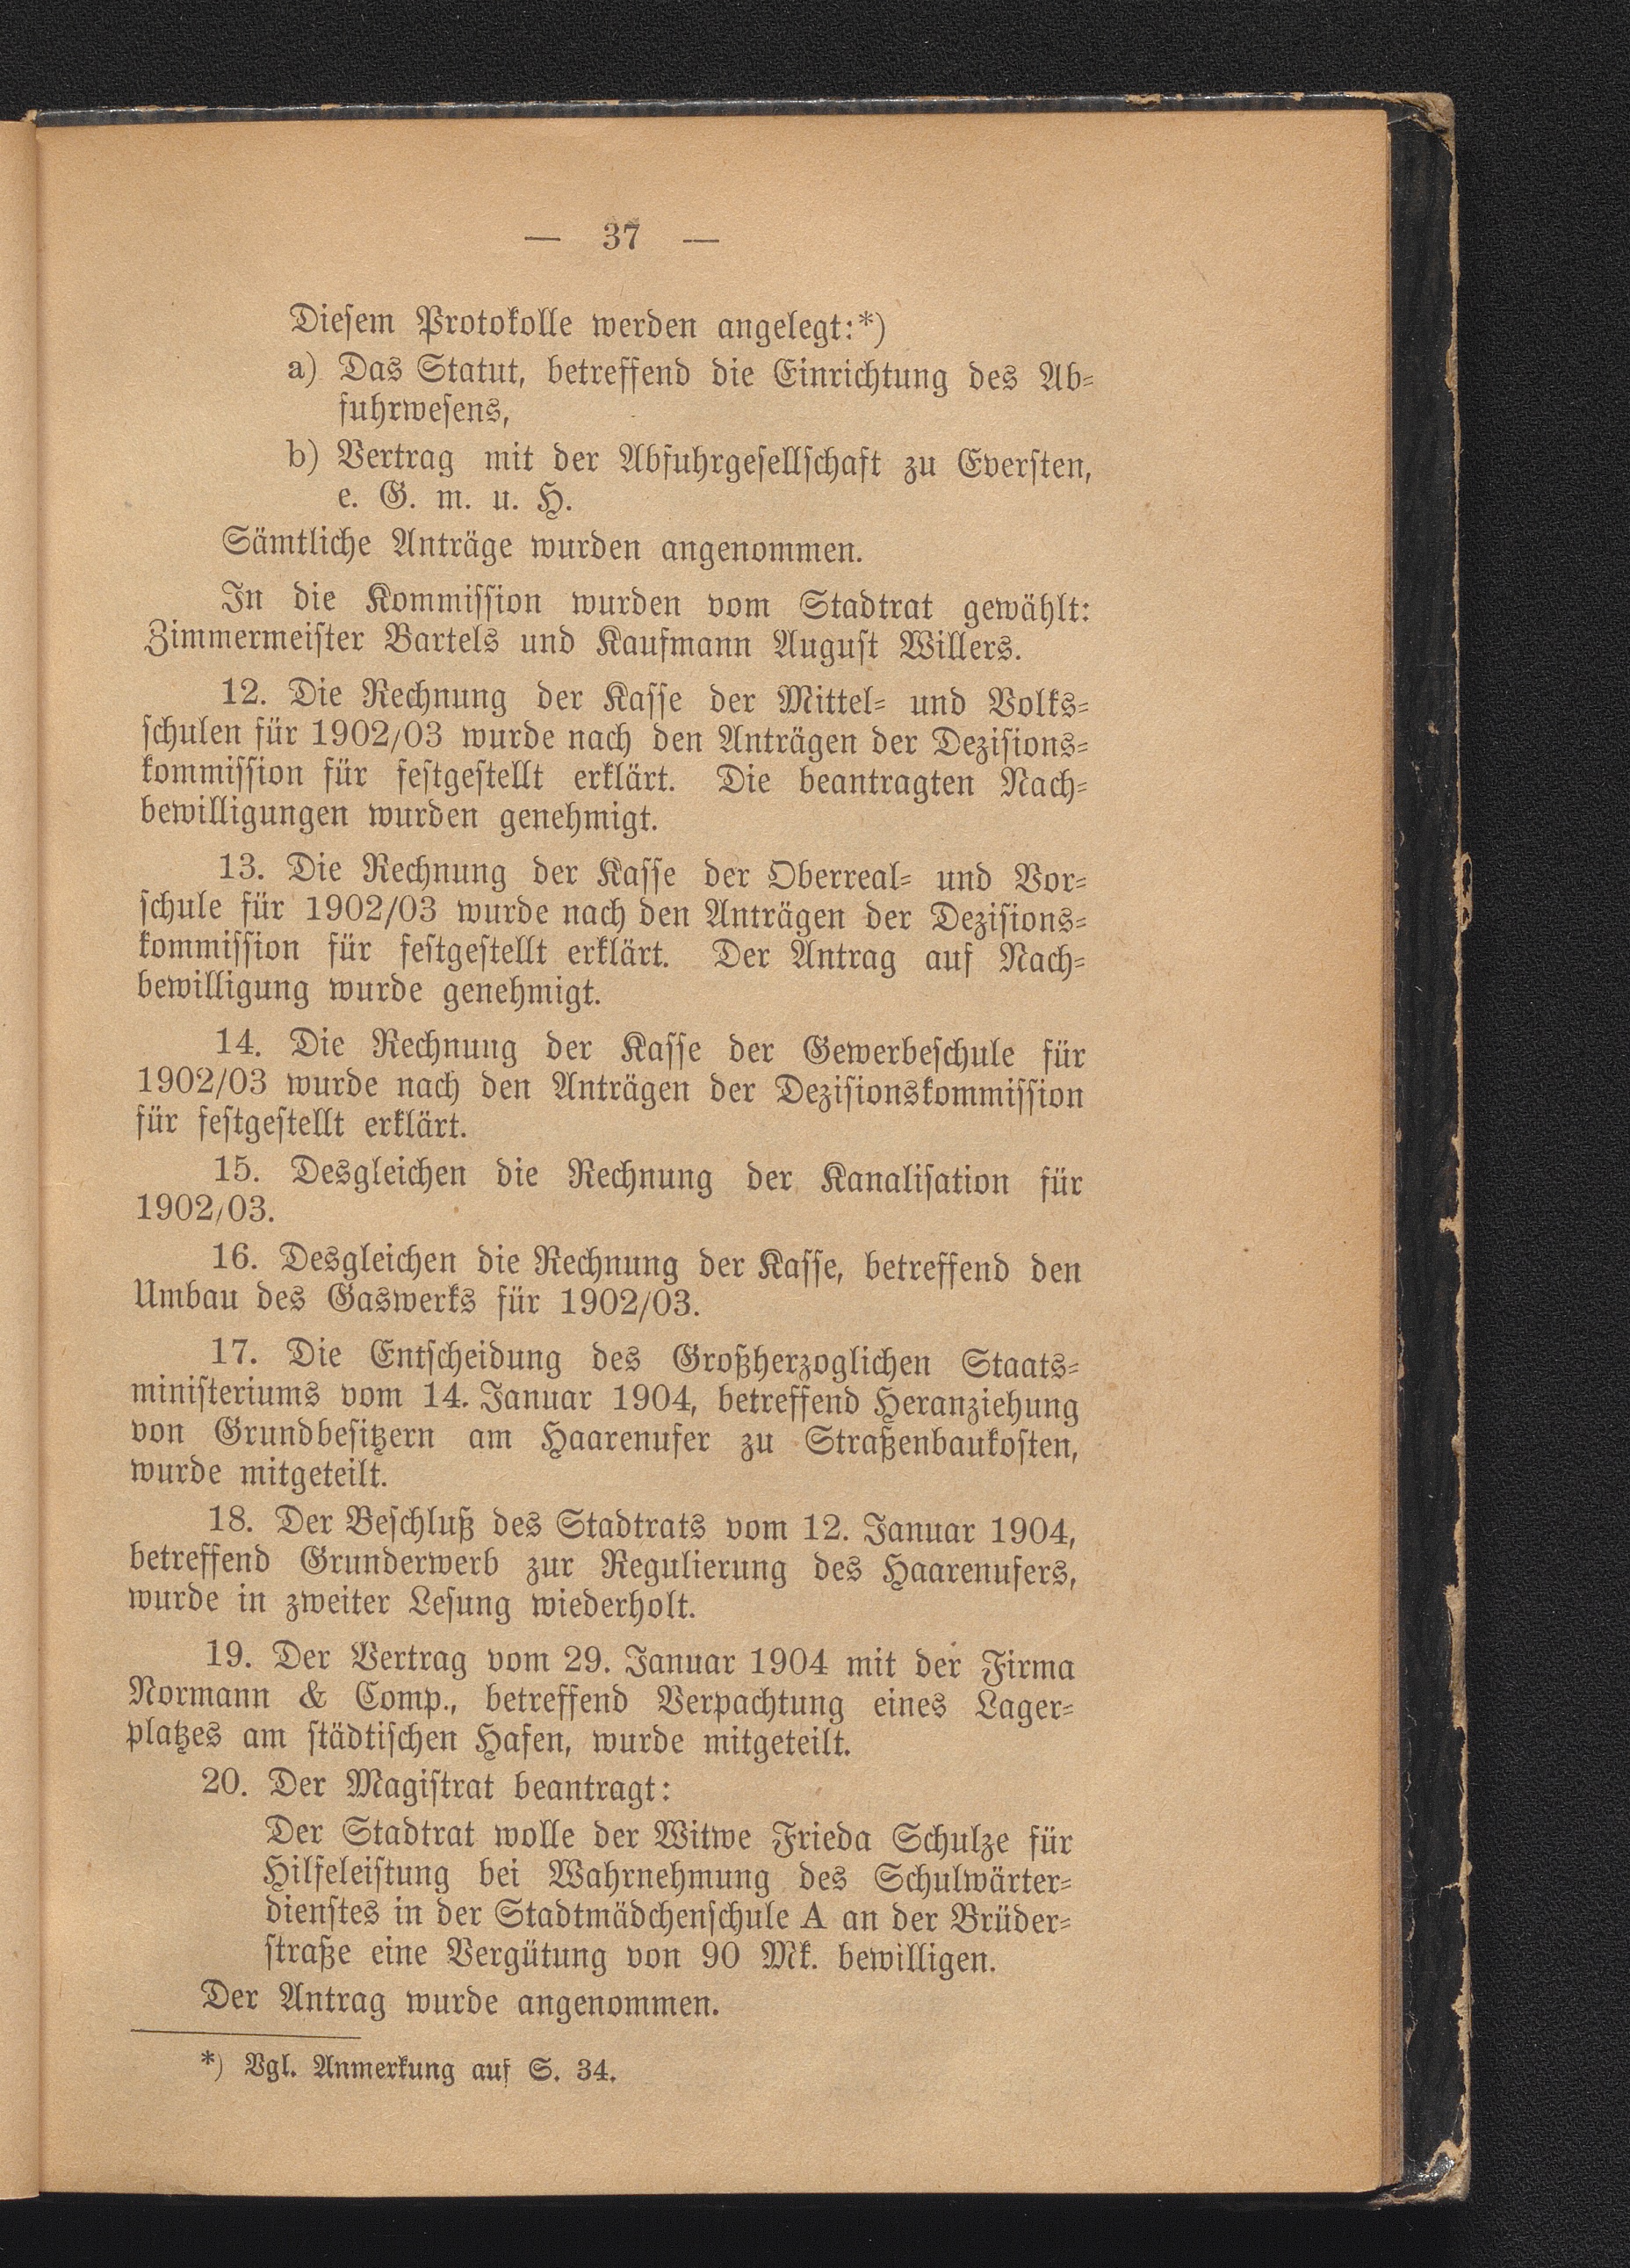 — 37 —
Diesem Protokolle werden angelegt:*)
a) Das Statut, betreffend die Einrichtung des Ab-
fuhrwesens,
b) Vertrag mit der Abfuhrgesellschaft zu Eversten,
e. G. m. u. H.
Sämtliche Anträge wurden angenommen.
In die Kommission wurden vom Stadtrat gewählt:
Zimmermeister Bartels und Kaufmann August Willers.
12. Die Rechnung der Kasse der Mittel- und Volks-
schulen für 1902/03 wurde nach den Anträgen der Dezisions-
kommission für festgestellt erklärt. Die beantragten Nach-
bewilligungen wurden genehmigt.
13. Die Rechnung der Kasse der Oberreal- und Vor-
schule für 1902/03 wurde nach den Anträgen der Dezisions-
kommission für festgestellt erklärt. Der Antrag auf Nach-
bewilligung wurde genehmigt.
14. Die Rechnung der Kasse der Gewerbeschule für
1902/03 wurde nach den Anträgen der Dezisionskommission
für festgestellt erklärt.
15. Desgleichen die Rechnung der Kanalisation für
1902/03.
16. Desgleichen die Rechnung der Kasse, betreffend den
Umbau des Gaswerks für 1902/03.
17. Die Entscheidung des Großherzoglichen Staats-
ministeriums vom 14. Januar 1904, betreffend Heranziehung
von Grundbesitzern am Haarenufer zu Straßenbaukosten,
wurde mitgeteilt.
18. Der Beschluß des Stadtrats vom 12. Januar 1904,
betreffend Grunderwerb zur Regulierung des Haarenufers,
wurde in zweiter Lesung wiederholt.
19. Der Vertrag vom 29. Januar 1904 mit der Firma
Normann & Comp., betreffend Verpachtung eines Lager-
platzes am städtischen Hafen, wurde mitgeteilt.
20. Der Magistrat beantragt:
Der Stadtrat wolle der Witwe Frieda Schulze für
Hilfeleistung bei Wahrnehmung des Schulwärter-
dienstes in der Stadtmädchenschule A an der Brüder-
straße eine Vergütung von 90 Mk. bewilligen.
Der Antrag wurde angenommen.
*) Vgl. Anmerkung auf S. 34.